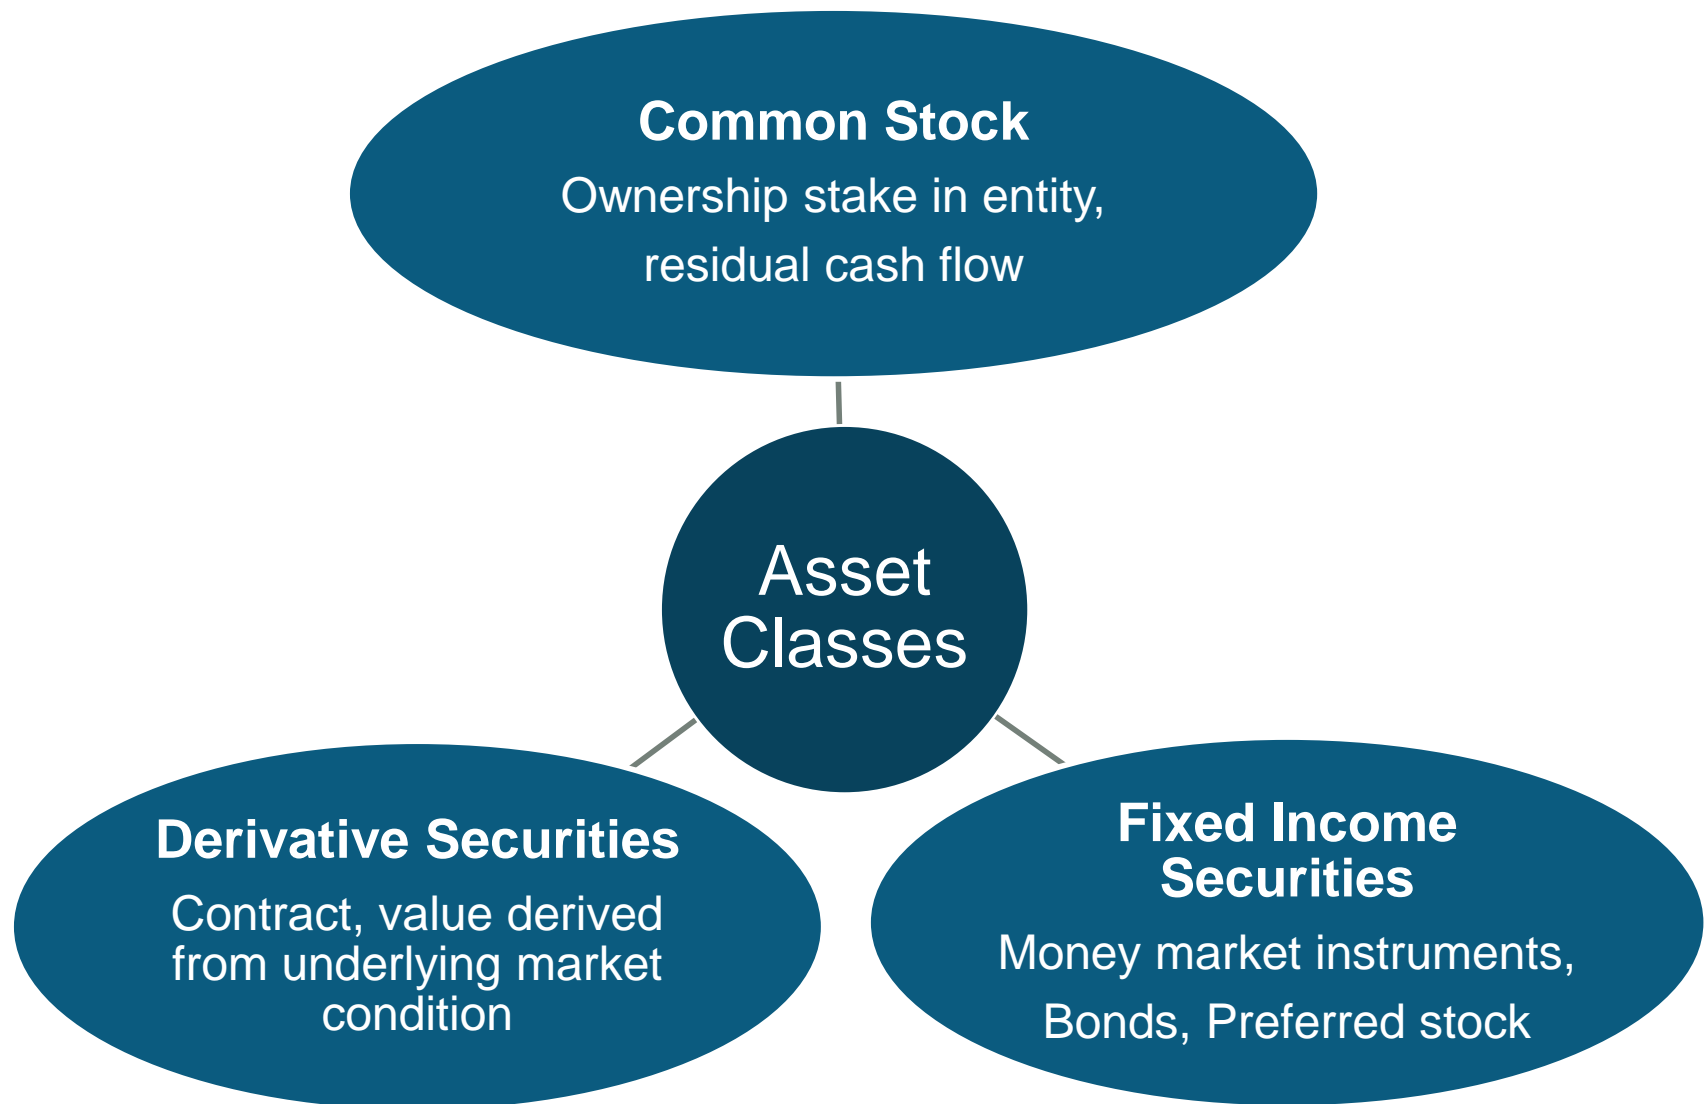 Common Stock
Ownership stake in entity,
residual cash flow
Asset
Classes
Derivative Securities
Contract, value derived
from underlying market
condition
Fixed Income
Securities
Money market instruments,
Bonds, Preferred stock